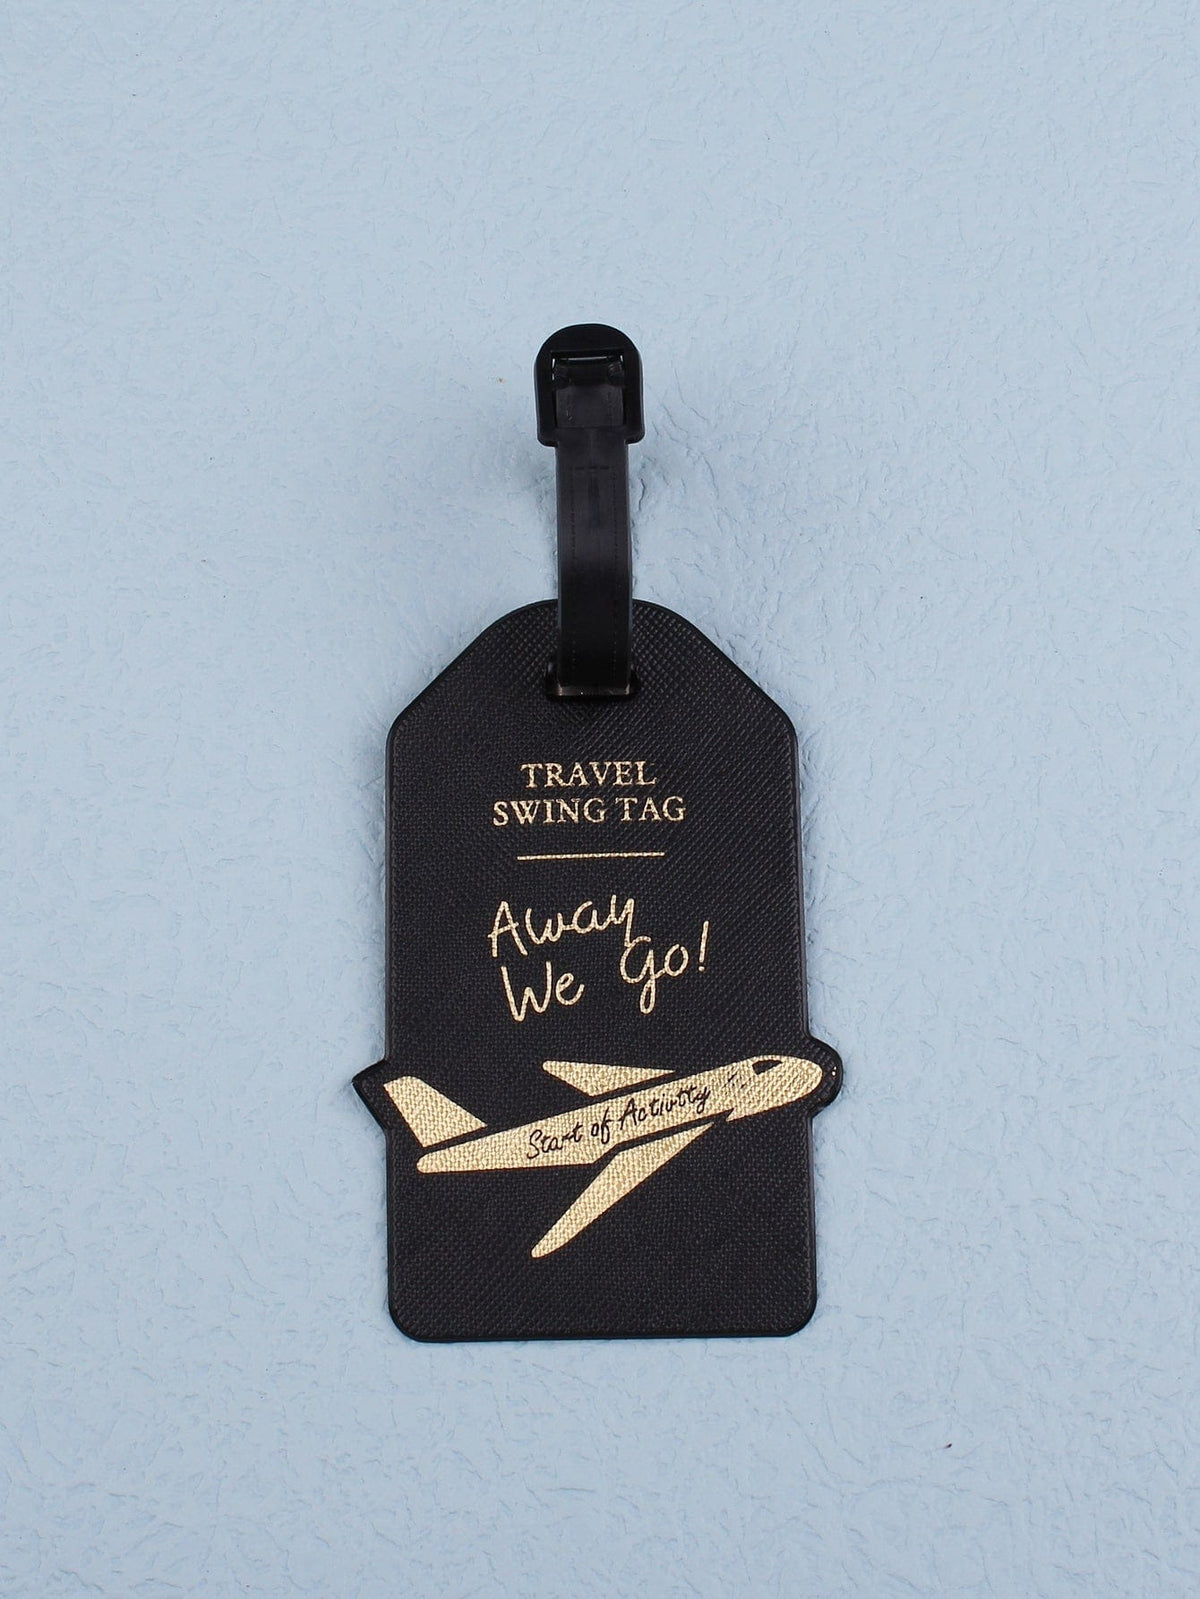 TRAVEL
SWING TAG
Away
We Go!
Start of Activity